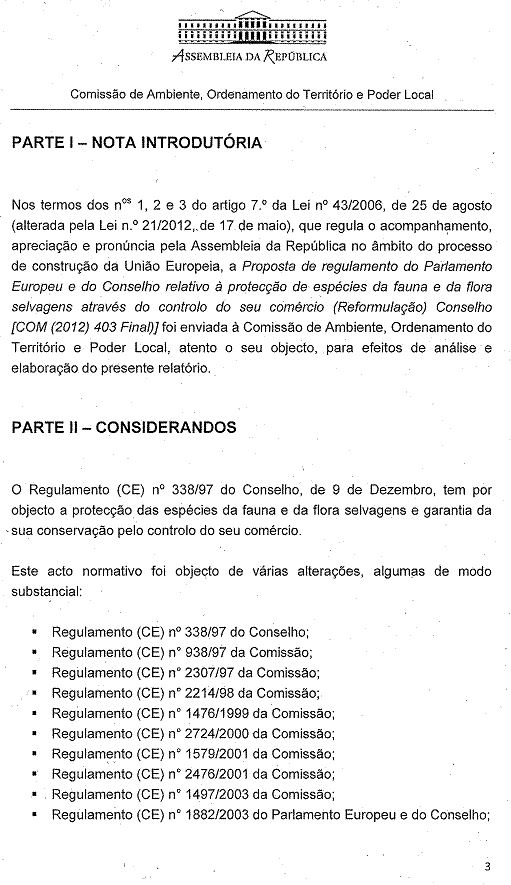 ASSEMBLEIA DA REPÚBLICA
Comissão de Ambiente, Ordenamento do Território e Poder Local
PARTE I – NOTA INTRODUTÓRIA
Nos termos dos nos 1, 2 e 3 do artigo 7.º da Lei nº 43/2006, de 25 de agosto
(alterada pela Lei n.º 21/2012, de 17 de maio), que regula o acompanhamento,
apreciação e pronúncia pela Assembleia da República no âmbito do processo
de construção da União Europeia, a Proposta de regulamento do Parlamento
Europeu e do Conselho relativo à protecção de espécies da fauna e da flora
selvagens através do controlo do seu comércio (Reformulação) Conselho
[COM (2012) 403 Final)] foi enviada à Comissão de Ambiente, Ordenamento do
Território e Poder Local, atento o seu objecto, para efeitos de análise e
elaboração do presente relatório.
PARTE II – CONSIDERANDOS
O Regulamento (CE) nº 338/97 do Conselho, de 9 de Dezembro, tem por
objecto a protecção das espécies da fauna e da flora selvagens e garantia da
sua conservação pelo controlo do seu comércio.
Este acto normativo foi objecto de várias alterações, algumas de modo
substancial:
▪ Regulamento (CE) nº 338/97 do Conselho;
▪ Regulamento (CE) n° 938/97 da Comissão;
▪ Regulamento (CE) n° 2307/97 da Comissão;
▪ Regulamento (CE) n° 2214/98 da Comissão;
▪ Regulamento (CE) n° 1476/1999 da Comissão;
▪ Regulamento (CE) n° 2724/2000 da Comissão;
▪ Regulamento (CE) n° 1579/2001 da Comissão;
▪ Regulamento (CE) n° 2476/2001 da Comissão;
▪ Regulamento (CE) n° 1497/2003 da Comissão;
▪ Regulamento (CE) n° 1882/2003 do Parlamento Europeu e do Conselho;
3